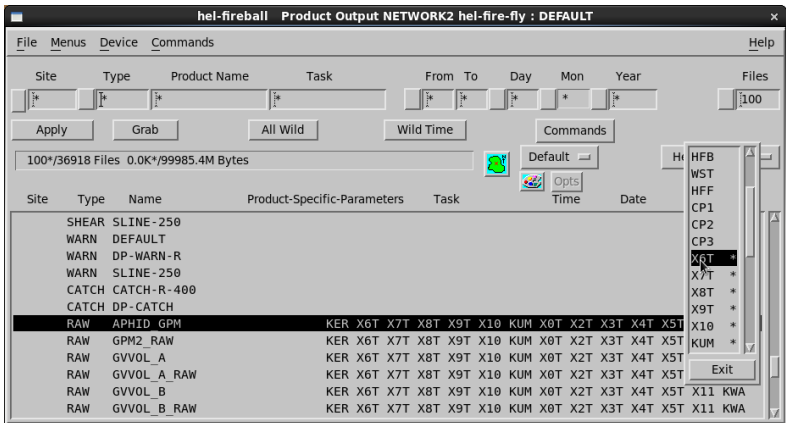 hel-fireball Product Output NETWORK2 hel-fire-fly : DEFAULT ×
File Menus Device Commands Help
Site Type Product Name Task From To Day Mon Year Files
* * * * * * * * * 100
Apply Grab All Wild Wild Time Commands
100*/36918 Files 0.0K*/99985.4M Bytes
Default
Opts
Site Type Name Product-Specific-Parameters Task Time Date
SHEAR SLINE-250
WARN DEFAULT
WARN DP-WARN-R
WARN SLINE-250
CATCH CATCH-R-400
CATCH DP-CATCH
RAW APHID_GPM KER X6T X7T X8T X9T X10 KUM X0T X2T X3T X4T X5T
RAW GPM2_RAW KER X6T X7T X8T X9T X10 KUM X0T X2T X3T X4T X5T
RAW GVVOL_A KER X6T X7T X8T X9T X10 KUM X0T X2T X3T X4T X5T
RAW GVVOL_A_RAW KER X6T X7T X8T X9T X10 KUM X0T X2T X3T X4T X5T
RAW GVVOL_B KER X6T X7T X8T X9T X10 KUM X0T X2T X3T X4T X5T X11 KWA
RAW GVVOL_B_RAW KER X6T X7T X8T X9T X10 KUM X0T X2T X3T X4T X5T X11 KWA
HFB
WST
HFF
CP1
CP2
CP3
X6T *
X7T *
X8T *
X9T *
X10 *
KUM *
Exit